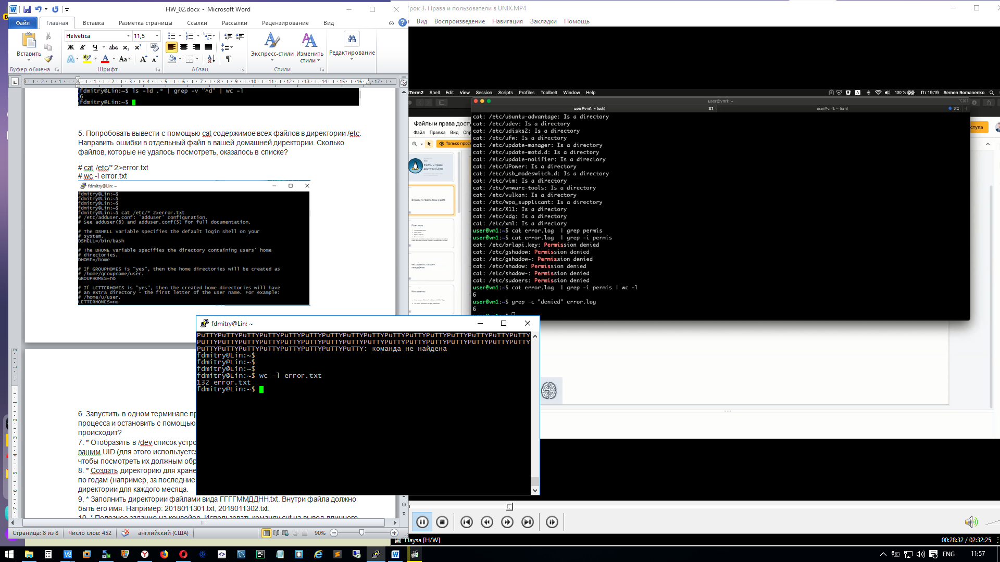 HW_02.docx - Microsoft Word
Файл Главная Вставка Разметка страницы Ссылки Рассылки Рецензирование Вид
Helvetica 11,5
Вставить
Экспресс-стили
Изменить стили
Редактирование
Буфер обмена Шрифт Абзац Стили
fdmitry@Lin:~$ ls -ld .* | grep -v "^d" | wc -l
6
fdmitry@Lin:~$
5. Попробовать вывести с помощью cat содержимое всех файлов в директории /etc.
Направить ошибки в отдельный файл в вашей домашней директории. Сколько
файлов, которые не удалось посмотреть, оказалось в списке?
# cat /etc/* 2>error.txt
# wc -l error.txt
fdmitry@Lin: ~
fdmitry@Lin:~$
fdmitry@Lin:~$
fdmitry@Lin:~$
fdmitry@Lin:~$
fdmitry@Lin:~$ cat /etc/* 2>error.txt
# /etc/adduser.conf: `adduser' configuration.
# See adduser(8) and adduser.conf(5) for full documentation.
# The DSHELL variable specifies the default login shell on your
# system.
DSHELL=/bin/bash
# The DHOME variable specifies the directory containing users' home
# directories.
DHOME=/home
# If GROUPHOMES is "yes", then the home directories will be created as
# /home/groupname/user.
GROUPHOMES=no
# If LETTERHOMES is "yes", then the created home directories will have
# an extra directory - the first letter of the user name. For example:
# /home/u/user.
LETTERHOMES=no
6. Запустить в одном терминале
процесса и остановить с помощью
происходит?
7. * Отобразить в /dev список
вашим UID (для этого используется
чтобы посмотреть их должным
8. * Создать директорию для
по годам (например, за последние
директории для каждого месяца.
9. * Заполнить директории файлами вида ГГГГММДДНН.txt. Внутри файла должно
быть его имя. Например: 2018011301.txt, 2018011302.txt.
10. * Полезное задание на конвейер. Использовать команду cut на вывод длинного
Страница: 8 из 8 Число слов: 452 английский (США) 90%
fdmitry@Lin: ~
PuTTYPuTTYPuTTYPuTTYPuTTYPuTTYPuTTYPuTTYPuTTYPuTTYPuTTYPuTTYPuTTYPuTTYPuTTYPuTTY
PuTTYPuTTYPuTTYPuTTYPuTTYPuTTYPuTTYPuTTYPuTTYPuTTYPuTTYPuTTYPuTTYPuTTYPuTTYPuTTY
PuTTYPuTTYPuTTYPuTTYPuTTYPuTTYPuTTYPuTTY: команда не найдена
fdmitry@Lin:~$
fdmitry@Lin:~$
fdmitry@Lin:~$
fdmitry@Lin:~$ wc -l error.txt
132 error.txt
fdmitry@Lin:~$
рок 3. Права и пользователи в UNIX.MP4
Вид Воспроизведение Навигация Закладки Помощь
iTerm2 Shell Edit View Session Scripts Profiles Toolbelt Window Help
100 % Пт 19:19 Semen Romanenko
user@vm1: ~
user@vm1: ~ (ssh) ⌘1 user@vm1: ~ (ssh) ⌘2
Файлы и права
Файл Правка Вид
Файлы и права
доступа в Linux
План урока
Инструменты
cat: /etc/ubuntu-advantage: Is a directory
cat: /etc/udev: Is a directory
cat: /etc/udisks2: Is a directory
cat: /etc/ufw: Is a directory
cat: /etc/update-manager: Is a directory
cat: /etc/update-motd.d: Is a directory
cat: /etc/update-notifier: Is a directory
cat: /etc/UPower: Is a directory
cat: /etc/usb_modeswitch.d: Is a directory
cat: /etc/vim: Is a directory
cat: /etc/vmware-tools: Is a directory
cat: /etc/vulkan: Is a directory
cat: /etc/wpa_supplicant: Is a directory
cat: /etc/X11: Is a directory
cat: /etc/xdg: Is a directory
cat: /etc/xml: Is a directory
user@vm1:~$ cat error.log | grep permis
user@vm1:~$ cat error.log | grep -i permis
cat: /etc/brlapi.key: Permission denied
cat: /etc/gshadow: Permission denied
cat: /etc/gshadow-: Permission denied
cat: /etc/shadow: Permission denied
cat: /etc/shadow-: Permission denied
cat: /etc/sudoers: Permission denied
user@vm1:~$ cat error.log | grep -i permis | wc -l
6
user@vm1:~$ grep -c "denied" error.log
6
Пауза [H/W] 00:28:32 / 02:32:25
ENG 11:57